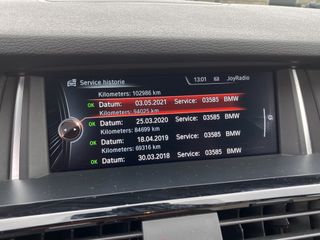 Service historie 13:01 68 JoyRadio
Kilometers: 102986 km
OK Datum: 03.05.2021 Service: 03585 BMW
Kilometers: 94025 km
OK Datum: 25.03.2020 Service: 03585 BMW
Kilometers: 84699 km
OK Datum: 18.04.2019 Service: 03585 BMW
Kilometers: 69316 km
OK Datum: 30.03.2018 Service: 03585 BMW